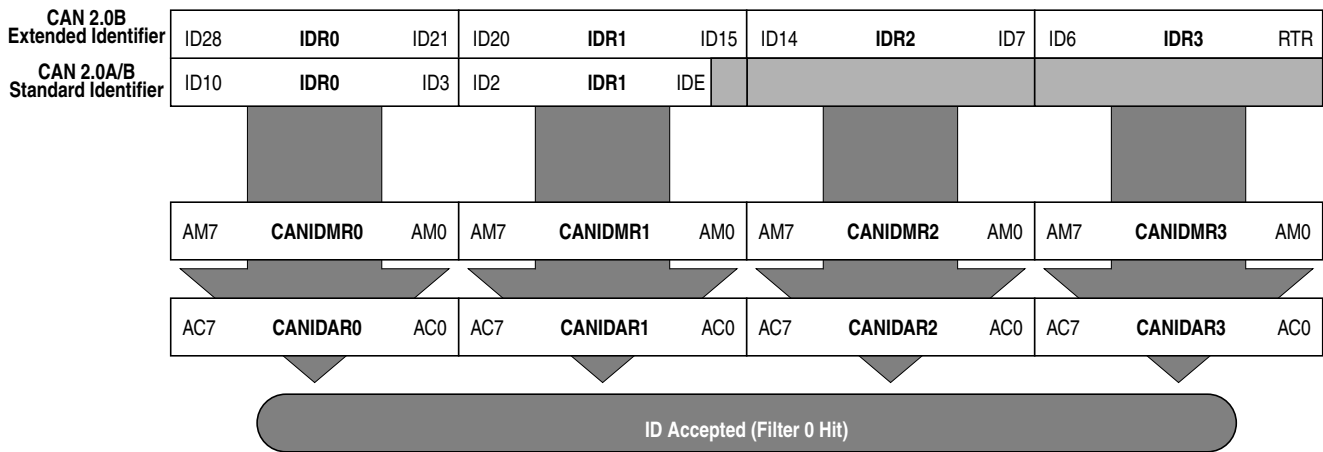 CAN 2.0B
Extended Identifier
ID28 IDR0 ID21 ID20 IDR1 ID15 ID14 IDR2 ID7 ID6 IDR3 RTR
CAN 2.0A/B
Standard Identifier
ID10 IDR0 ID3 ID2 IDR1 IDE
AM7 CANIDMR0 AM0 AM7 CANIDMR1 AM0 AM7 CANIDMR2 AM0 AM7 CANIDMR3 AM0
AC7 CANIDAR0 AC0 AC7 CANIDAR1 AC0 AC7 CANIDAR2 AC0 AC7 CANIDAR3 AC0
ID Accepted (Filter 0 Hit)